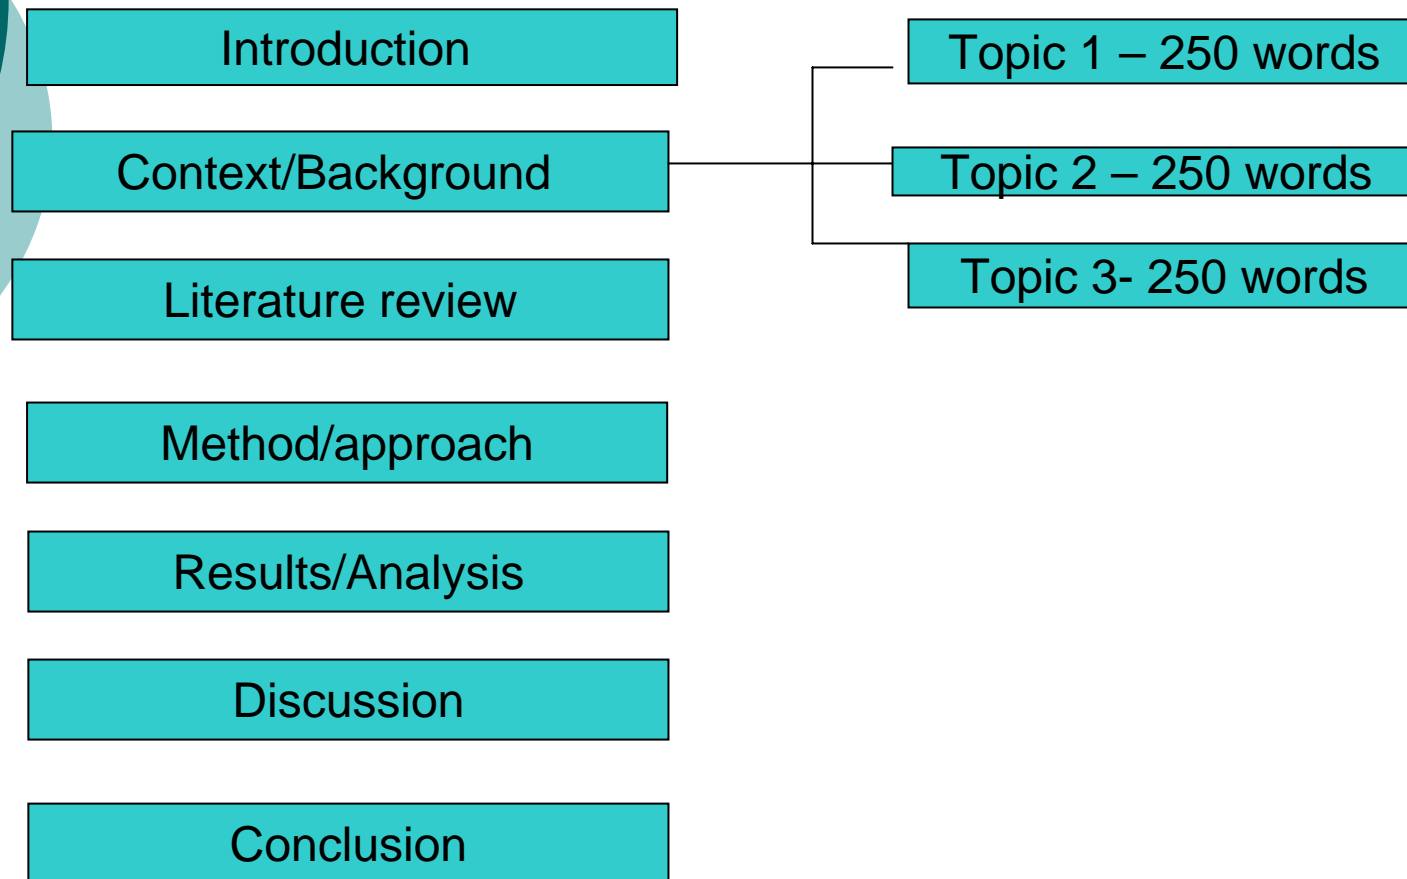 Introduction
Context/Background
Literature review
Method/approach
Results/Analysis
Discussion
Conclusion
Topic 1 – 250 words
Topic 2 – 250 words
Topic 3- 250 words